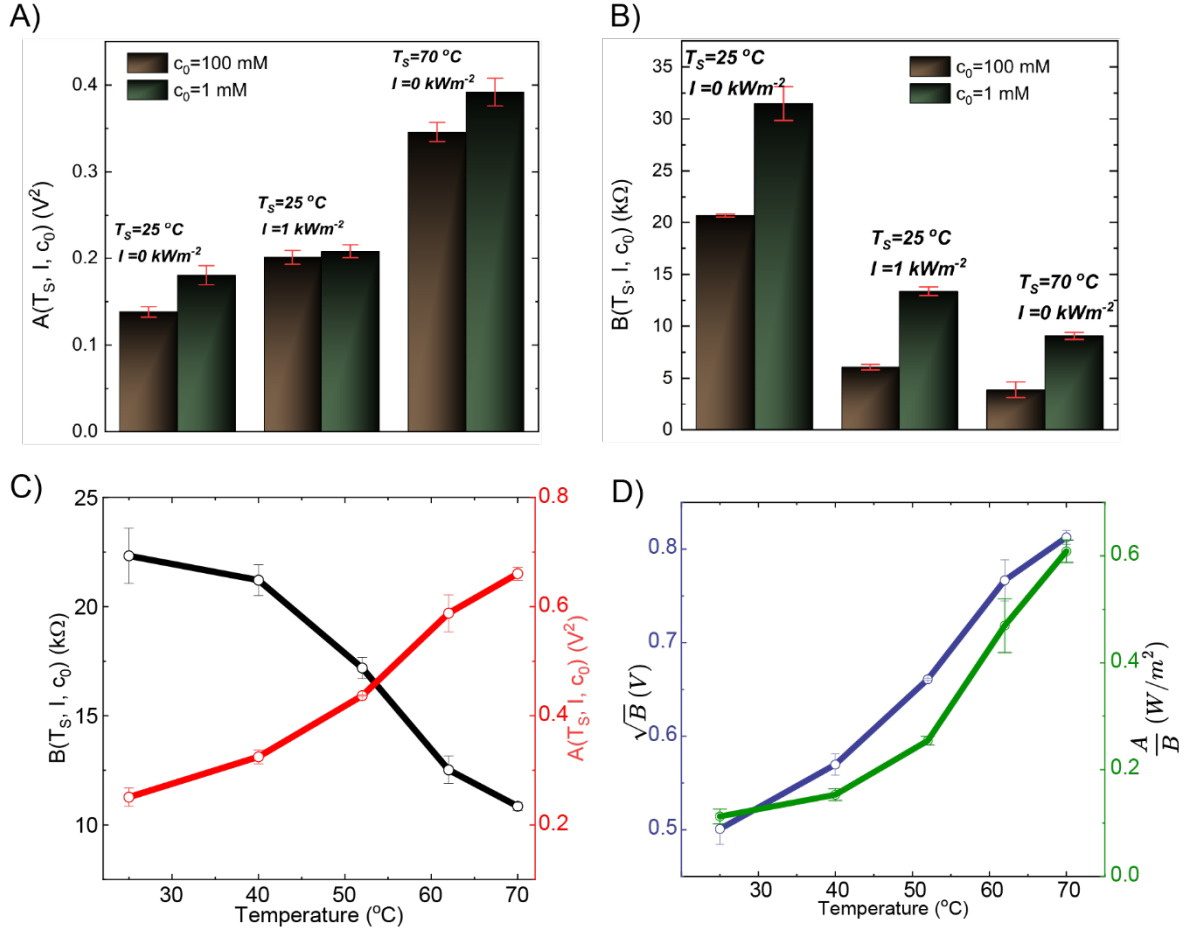 A)
c₀=100 mM
c₀=1 mM
T_S=25 °C
I =0 kWm⁻²
T_S=25 °C
I =1 kWm⁻²
T_S=70 °C
I =0 kWm⁻²
0.4
0.3
0.2
0.1
0.0
A(T_S, I, c₀) (V²)
B)
T_S=25 °C
I =0 kWm⁻²
c₀=100 mM
c₀=1 mM
T_S=25 °C
I =1 kWm⁻²
T_S=70 °C
I =0 kWm⁻²
35
30
25
20
15
10
5
0
B(T_S, I, c₀) (kΩ)
C)
25
20
15
10
B(T_S, I, c₀) (kΩ)
0.8
0.6
0.4
0.2
A(T_S, I, c₀) (V²)
30 40 50 60 70
Temperature (°C)
D)
0.8
0.7
0.6
0.5
√B (V)
0.6
0.4
0.2
0.0
A/B (W/m²)
30 40 50 60 70
Temperature (°C)